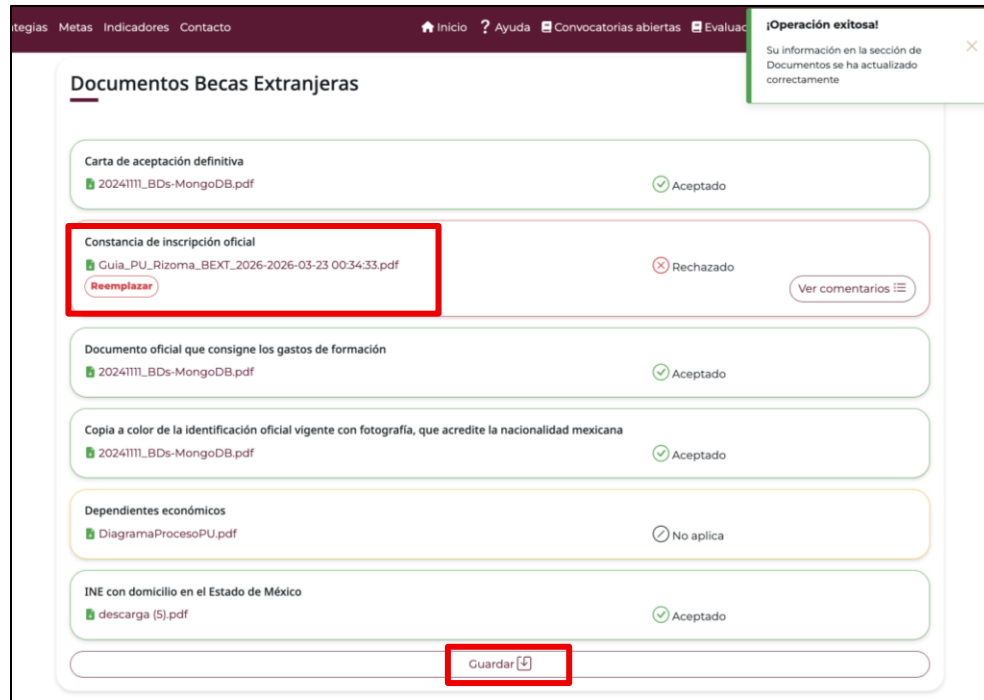 tegias Metas Indicadores Contacto Inicio ? Ayuda Convocatorias abiertas Evaluac
¡Operación exitosa!
Su información en la sección de
Documentos se ha actualizado
correctamente
Documentos Becas Extranjeras
Carta de aceptación definitiva
20241111_BDs-MongoDB.pdf
Aceptado
Constancia de inscripción oficial
Guia_PU_Rizoma_BEXT_2026-2026-03-23 00:34:33.pdf
Rechazado
Reemplazar
Ver comentarios
Documento oficial que consigne los gastos de formación
20241111_BDs-MongoDB.pdf
Aceptado
Copia a color de la identificación oficial vigente con fotografía, que acredite la nacionalidad mexicana
20241111_BDs-MongoDB.pdf
Aceptado
Dependientes económicos
DiagramaProcesoPU.pdf
No aplica
INE con domicilio en el Estado de México
descarga (5).pdf
Aceptado
Guardar